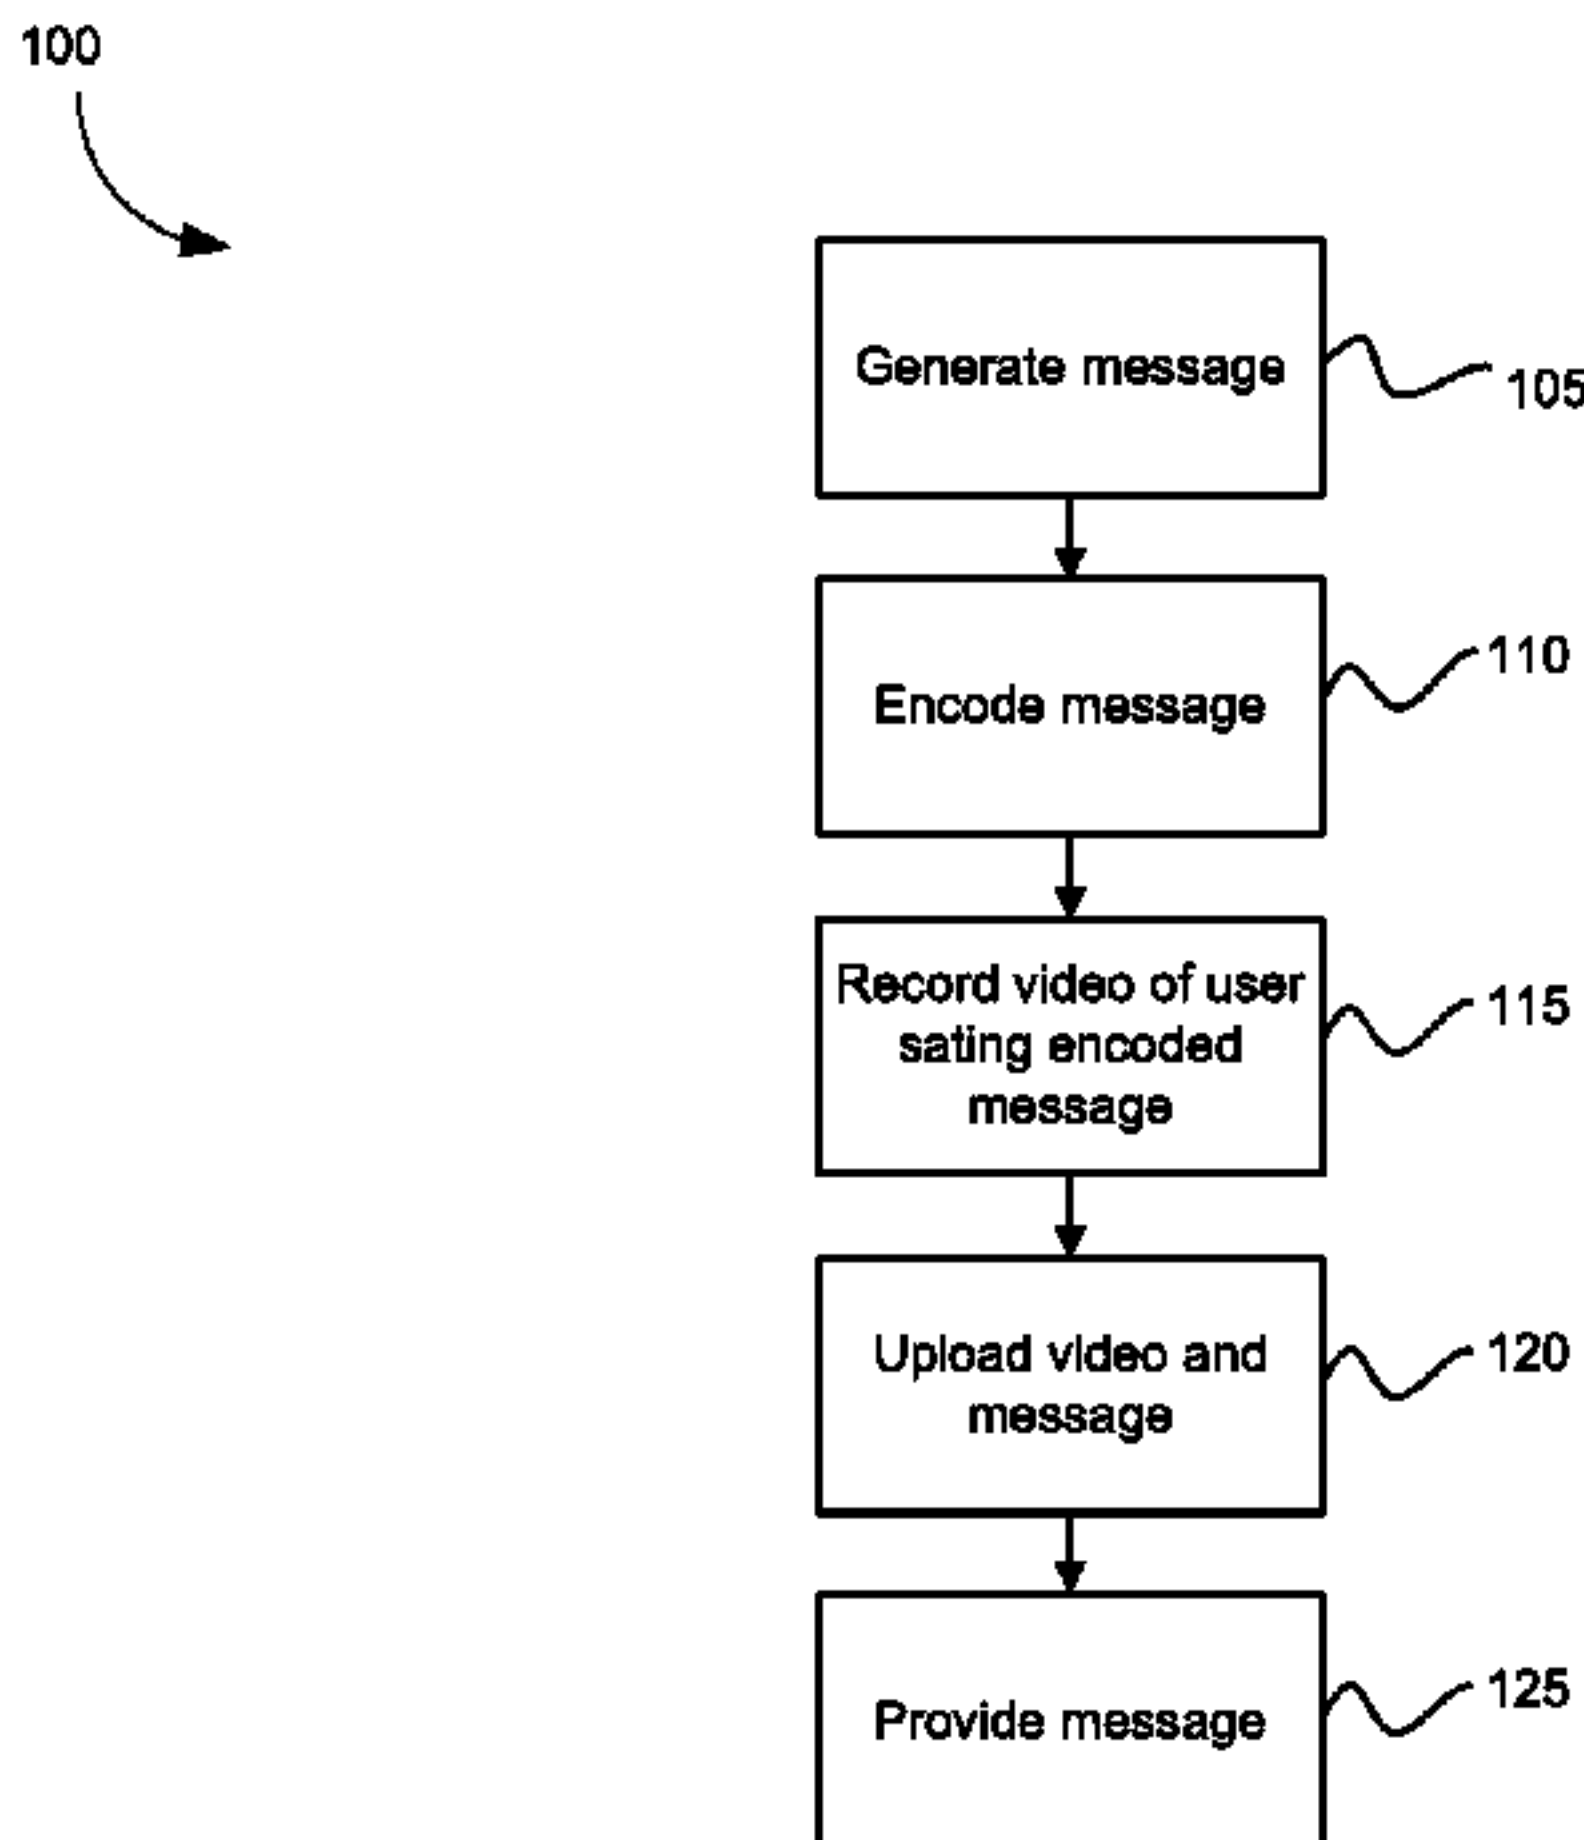 100
Generate message
105
Encode message
110
Record video of user
sating encoded
message
115
Upload video and
message
120
Provide message
125